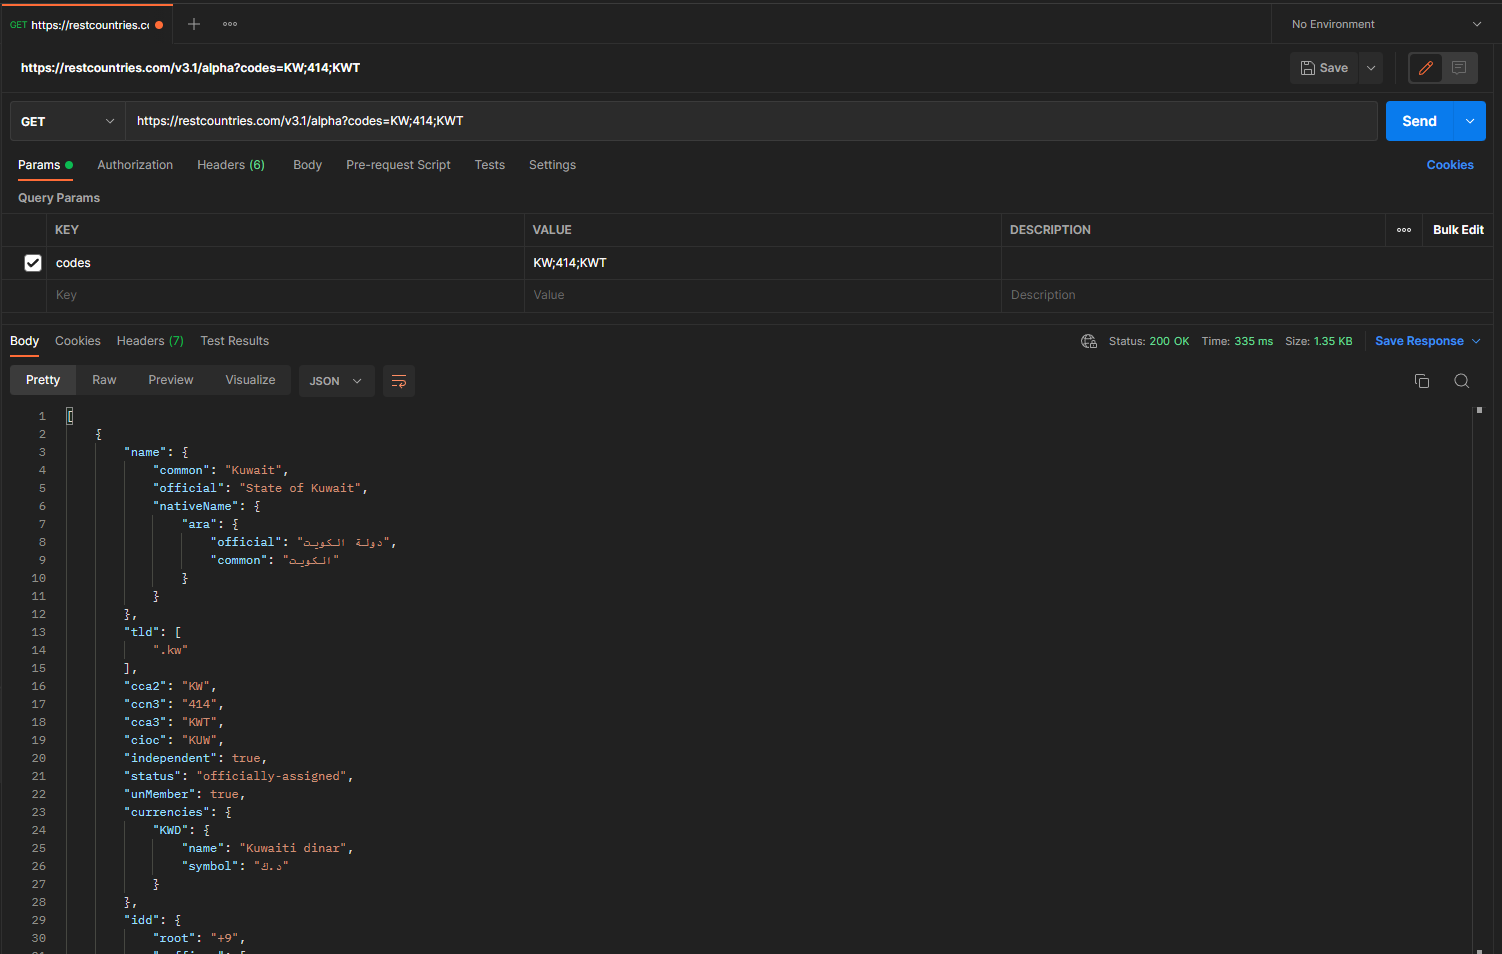 GET https://restcountries.co
No Environment
https://restcountries.com/v3.1/alpha?codes=KW;414;KWT
Save
GET https://restcountries.com/v3.1/alpha?codes=KW;414;KWT Send
Params Authorization Headers (6) Body Pre-request Script Tests Settings Cookies
Query Params
KEY VALUE DESCRIPTION Bulk Edit
codes KW;414;KWT
Key Value Description
Body Cookies Headers (7) Test Results Status: 200 OK Time: 335 ms Size: 1.35 KB Save Response
Pretty Raw Preview Visualize JSON
1 [
2 {
3 "name": {
4 "common": "Kuwait",
5 "official": "State of Kuwait",
6 "nativeName": {
7 "ara": {
8 "official": "دولة الكويت",
9 "common": "الكويت"
10 }
11 }
12 },
13 "tld": [
14 ".kw"
15 ],
16 "cca2": "KW",
17 "ccn3": "414",
18 "cca3": "KWT",
19 "cioc": "KUW",
20 "independent": true,
21 "status": "officially-assigned",
22 "unMember": true,
23 "currencies": {
24 "KWD": {
25 "name": "Kuwaiti dinar",
26 "symbol": "د.ك"
27 }
28 },
29 "idd": {
30 "root": "+9",